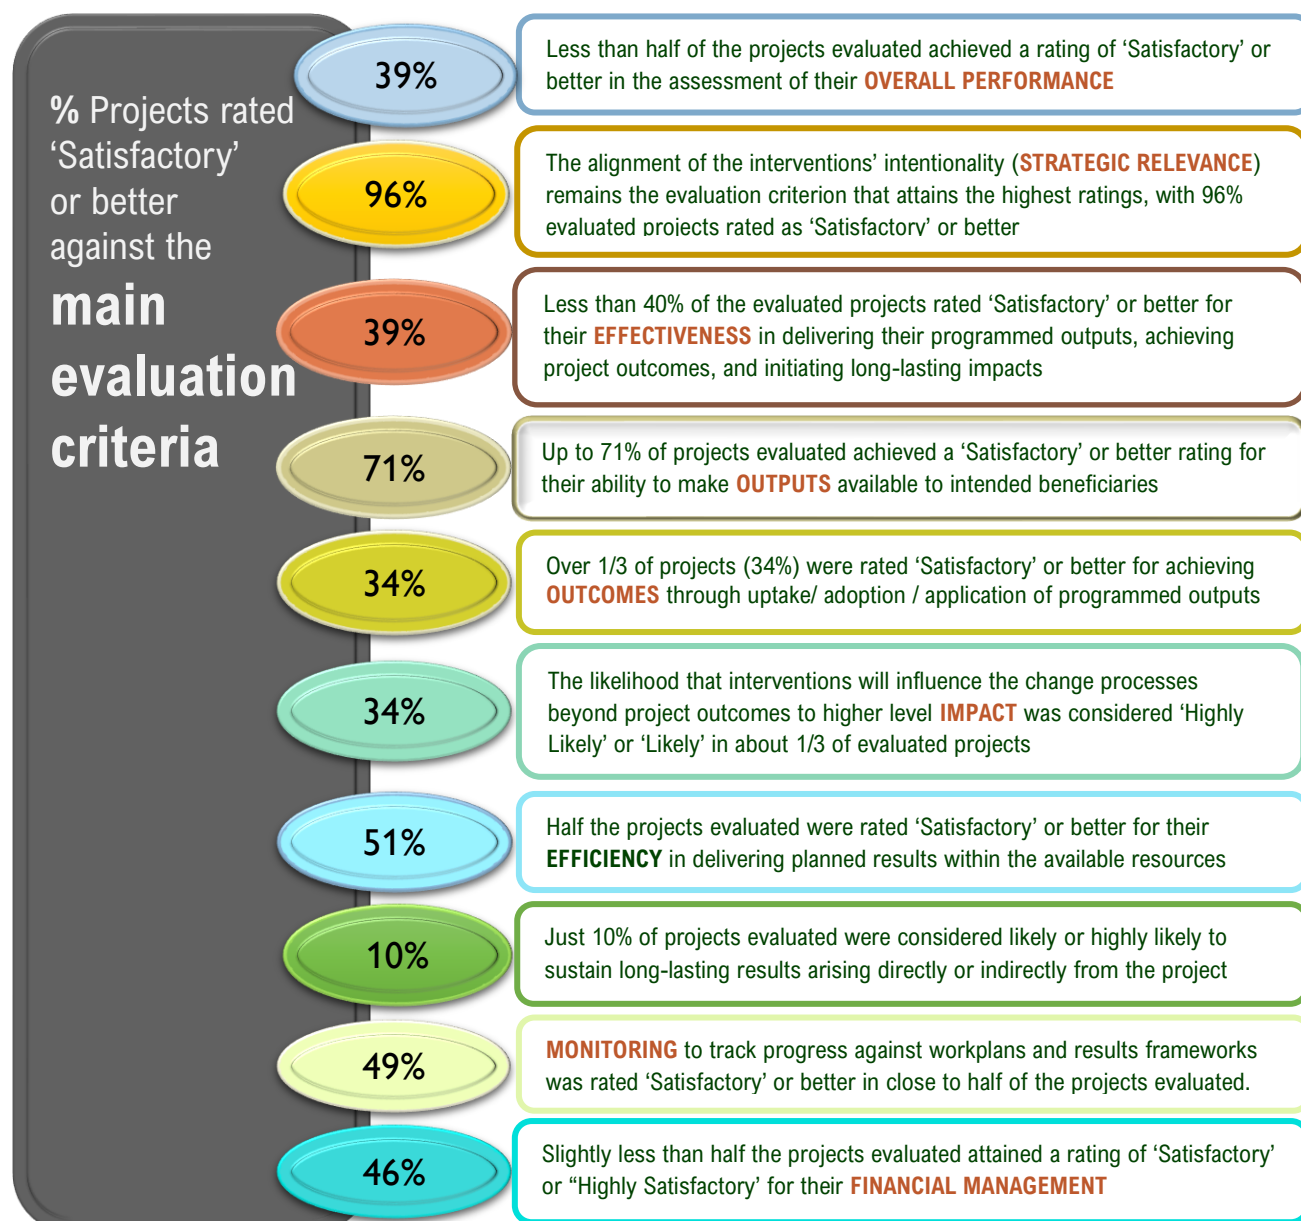 % Projects rated
‘Satisfactory’
or better
against the
main
evaluation
criteria
39%
Less than half of the projects evaluated achieved a rating of ‘Satisfactory’ or
better in the assessment of their OVERALL PERFORMANCE
96%
The alignment of the interventions’ intentionality (STRATEGIC RELEVANCE)
remains the evaluation criterion that attains the highest ratings, with 96%
evaluated projects rated as ‘Satisfactory’ or better
39%
Less than 40% of the evaluated projects rated ‘Satisfactory’ or better for
their EFFECTIVENESS in delivering their programmed outputs, achieving
project outcomes, and initiating long-lasting impacts
71%
Up to 71% of projects evaluated achieved a ‘Satisfactory’ or better rating for
their ability to make OUTPUTS available to intended beneficiaries
34%
Over 1/3 of projects (34%) were rated ‘Satisfactory’ or better for achieving
OUTCOMES through uptake/ adoption / application of programmed outputs
34%
The likelihood that interventions will influence the change processes
beyond project outcomes to higher level IMPACT was considered ‘Highly
Likely’ or ‘Likely’ in about 1/3 of evaluated projects
51%
Half the projects evaluated were rated ‘Satisfactory’ or better for their
EFFICIENCY in delivering planned results within the available resources
10%
Just 10% of projects evaluated were considered likely or highly likely to
sustain long-lasting results arising directly or indirectly from the project
49%
MONITORING to track progress against workplans and results frameworks
was rated ‘Satisfactory’ or better in close to half of the projects evaluated.
46%
Slightly less than half the projects evaluated attained a rating of ‘Satisfactory’
or “Highly Satisfactory’ for their FINANCIAL MANAGEMENT